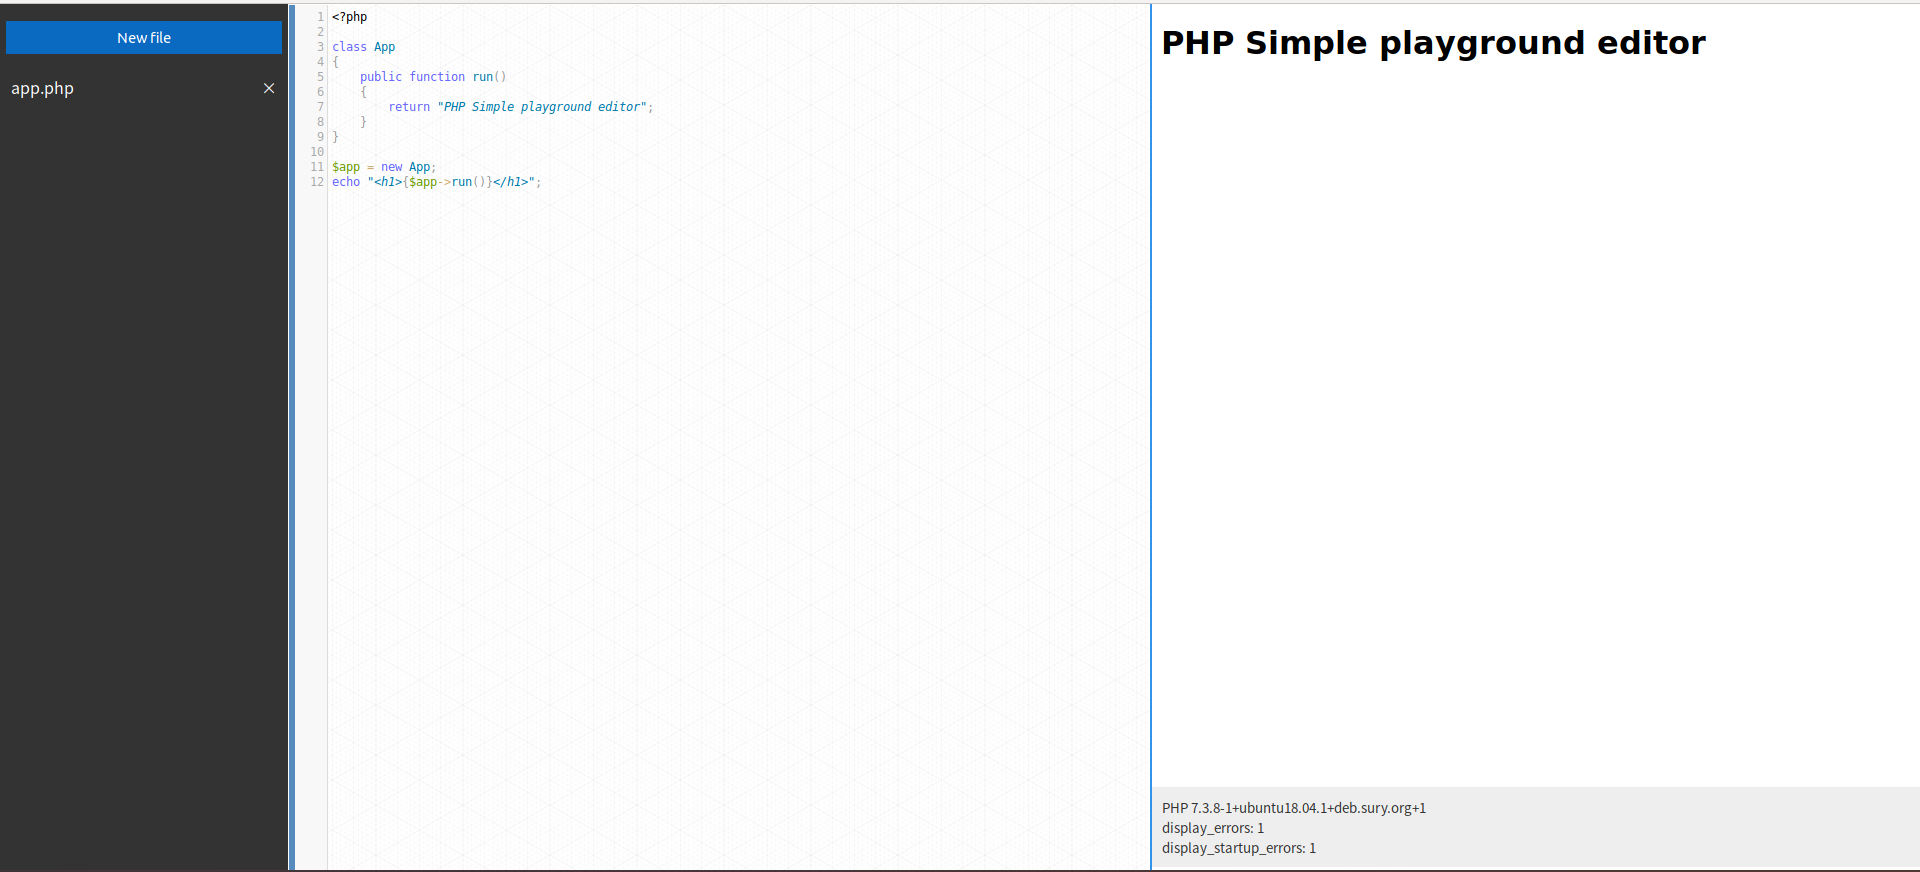 New file
app.php
1 <?php
2
3 class App
4 {
5     public function run()
6     {
7         return "PHP Simple playground editor";
8     }
9 }
10
11 $app = new App;
12 echo "<h1>{$app->run()}</h1>";
PHP Simple playground editor
PHP 7.3.8-1+ubuntu18.04.1+deb.sury.org+1
display_errors: 1
display_startup_errors: 1